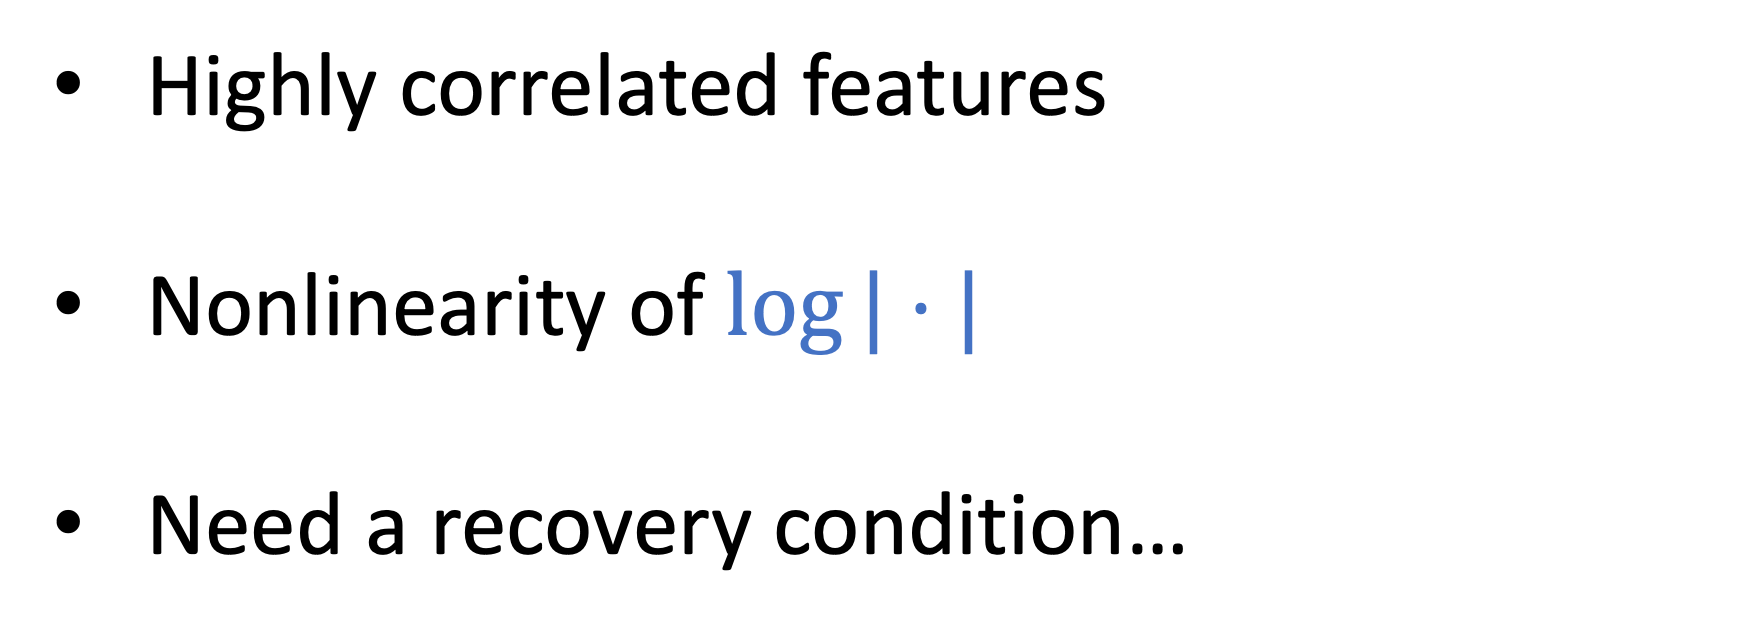 • Highly correlated features
• Nonlinearity of log | · |
• Need a recovery condition...